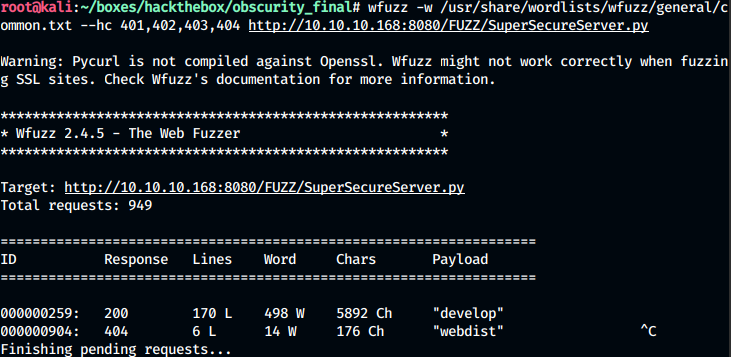 root@kali:~/boxes/hackthebox/obscurity_final# wfuzz -w /usr/share/wordlists/wfuzz/general/c
ommon.txt --hc 401,402,403,404 http://10.10.10.168:8080/FUZZ/SuperSecureServer.py
Warning: Pycurl is not compiled against Openssl. Wfuzz might not work correctly when fuzzin
g SSL sites. Check Wfuzz's documentation for more information.
********************************************************
* Wfuzz 2.4.5 - The Web Fuzzer                         *
********************************************************
Target: http://10.10.10.168:8080/FUZZ/SuperSecureServer.py
Total requests: 949
===================================================================
ID           Response   Lines    Word     Chars       Payload
===================================================================
000000259:   200        170 L    498 W    5892 Ch     "develop"
000000904:   404        6 L      14 W     176 Ch      "webdist"                 ^C
Finishing pending requests...